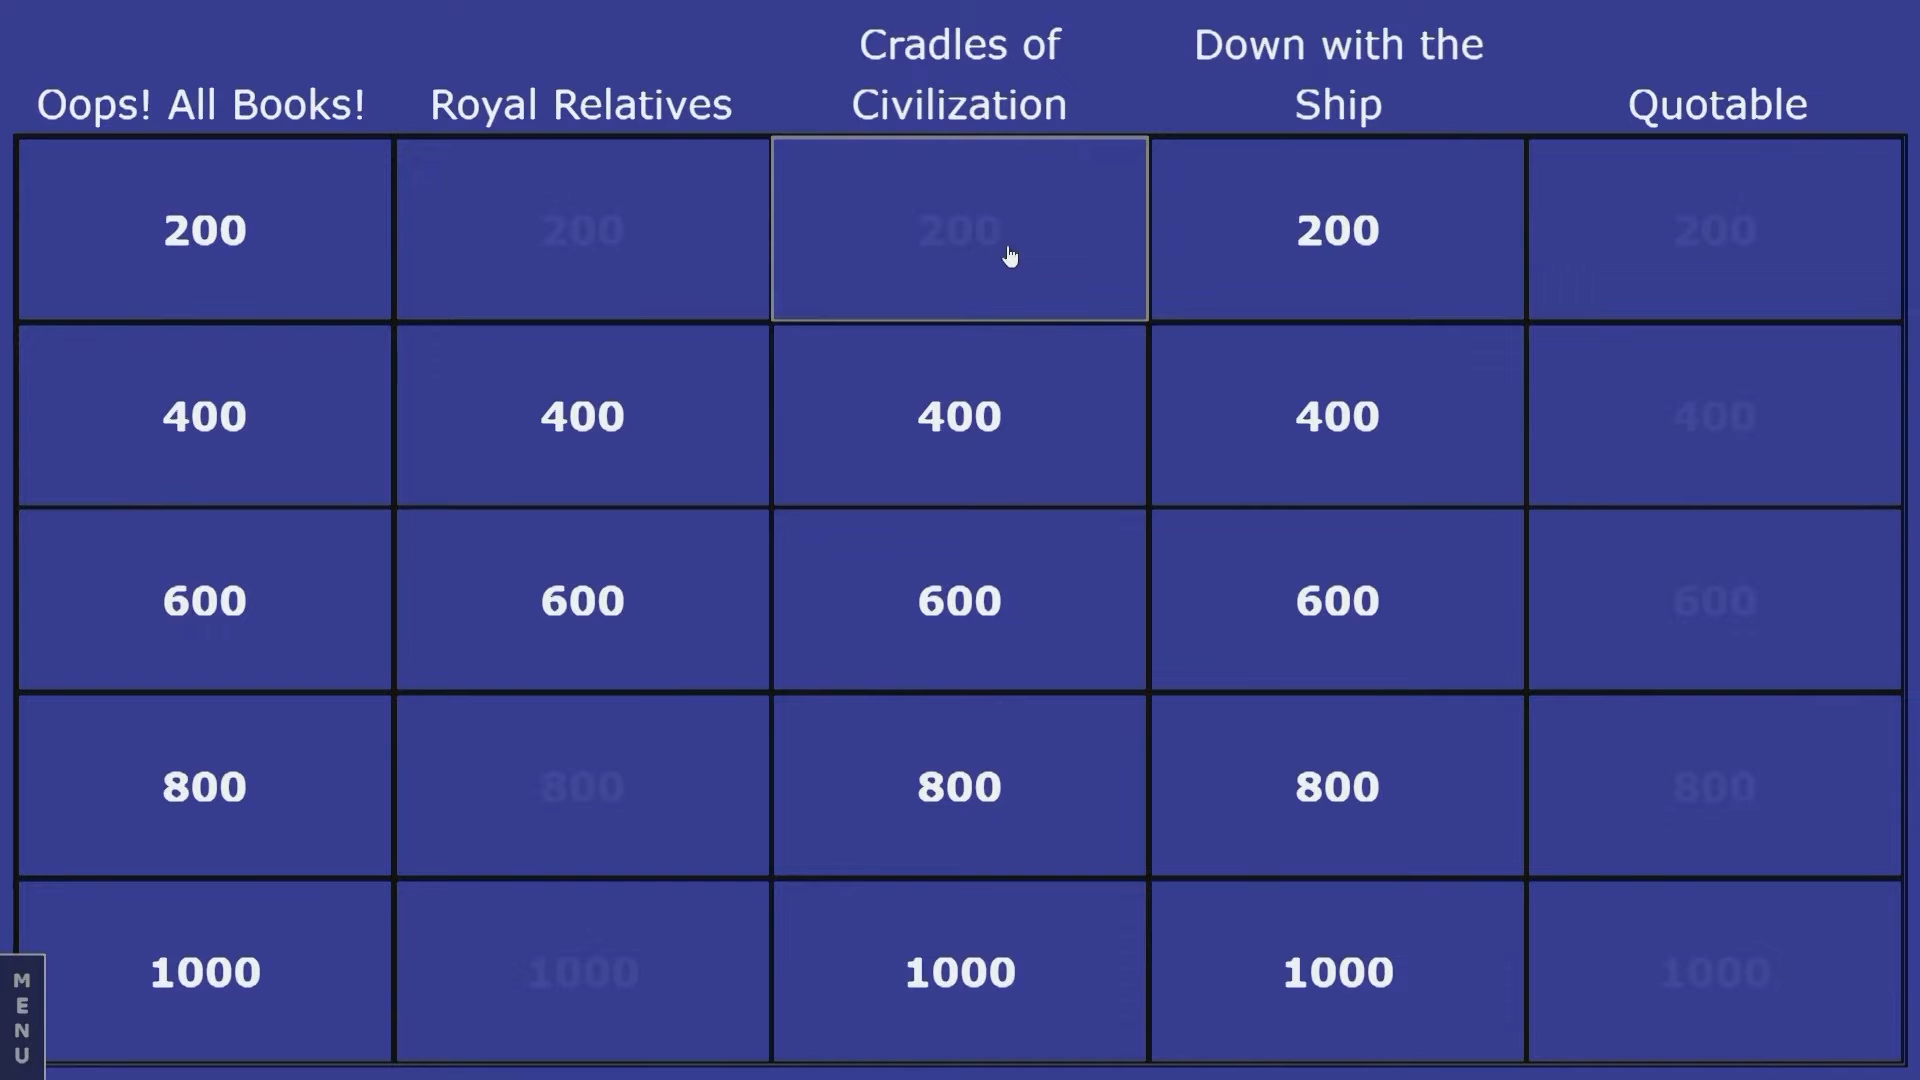 Oops! All Books!
Royal Relatives
Cradles of
Civilization
Down with the
Ship
Quotable
200 200 200 200 200
400 400 400 400 400
600 600 600 600 600
800 800 800 800 800
1000 1000 1000 1000 1000
MENU